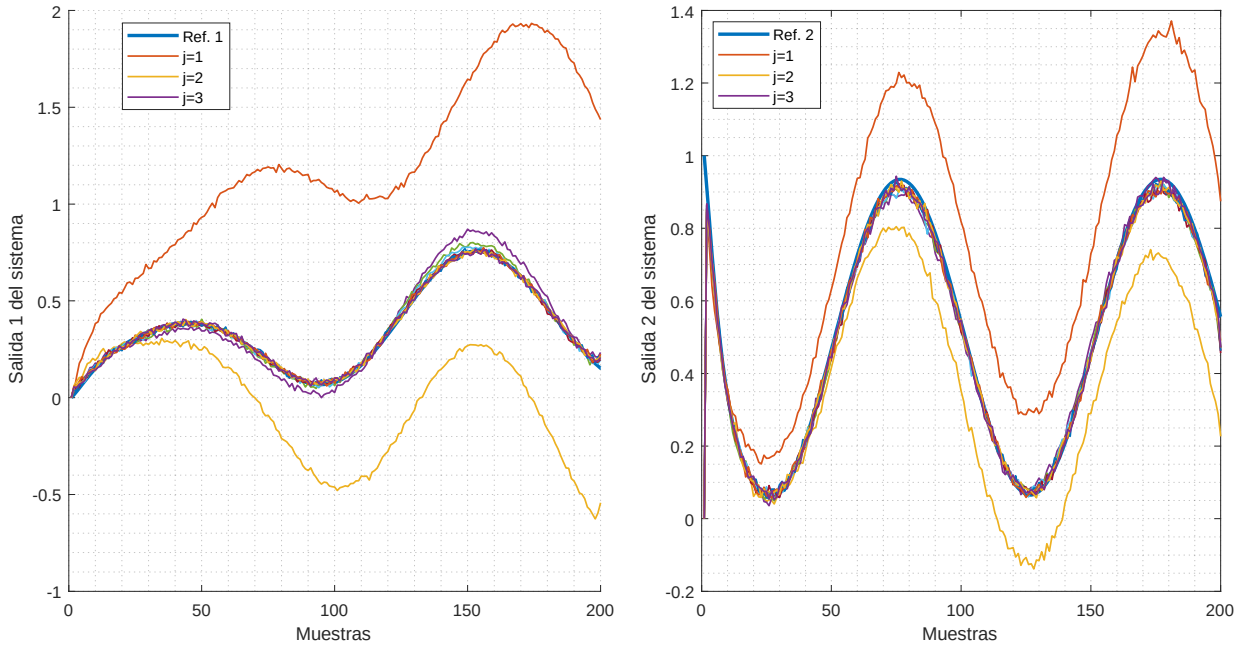 2
1.5
1
0.5
0
-0.5
-1
0
50
100
150
200
Salida 1 del sistema
Muestras
Ref. 1
j=1
j=2
j=3
1.4
1.2
1
0.8
0.6
0.4
0.2
0
-0.2
0
50
100
150
200
Salida 2 del sistema
Muestras
Ref. 2
j=1
j=2
j=3